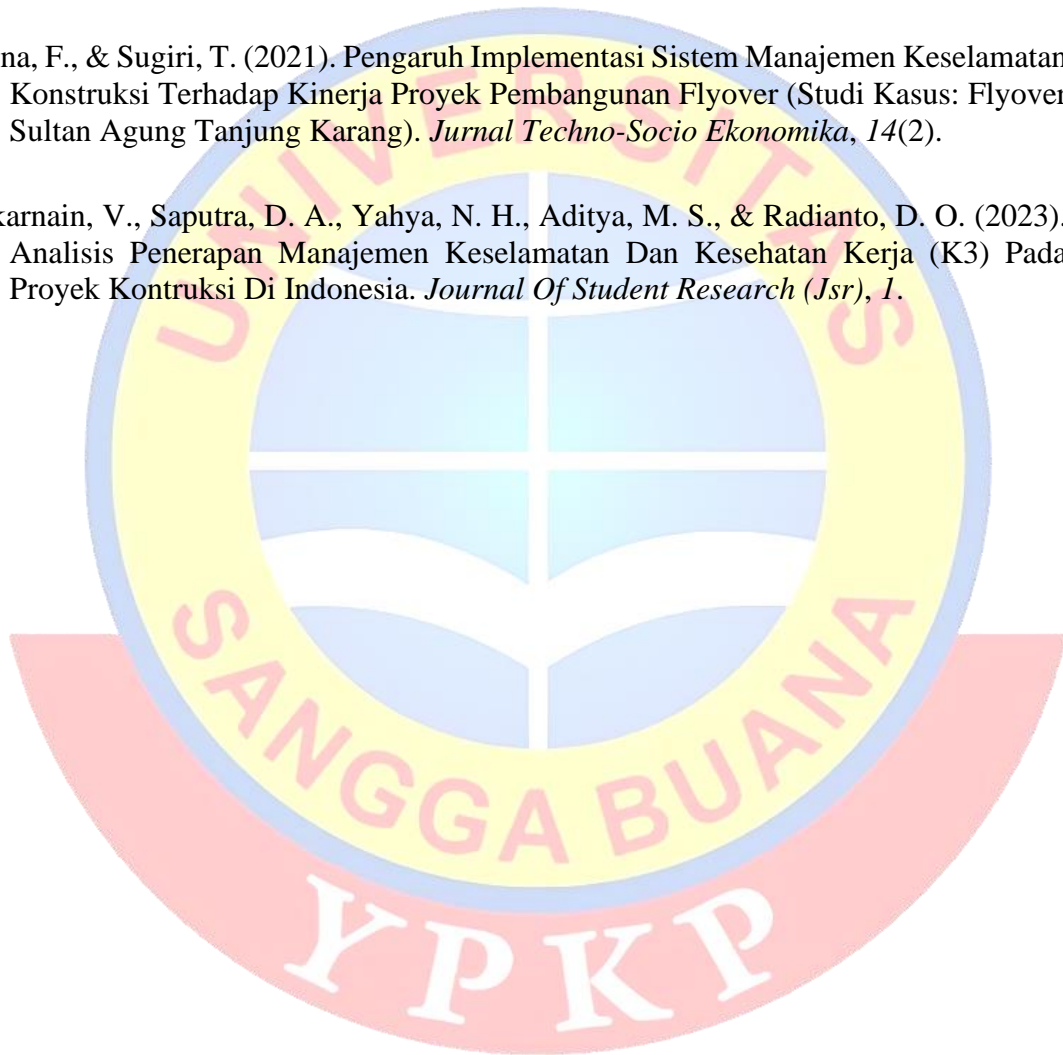 na, F., & Sugiri, T. (2021). Pengaruh Implementasi Sistem Manajemen Keselamatan
Konstruksi Terhadap Kinerja Proyek Pembangunan Flyover (Studi Kasus: Flyover
Sultan Agung Tanjung Karang). Jurnal Techno-Socio Ekonomika, 14(2).
karnain, V., Saputra, D. A., Yahya, N. H., Aditya, M. S., & Radianto, D. O. (2023).
Analisis Penerapan Manajemen Keselamatan Dan Kesehatan Kerja (K3) Pada
Proyek Kontruksi Di Indonesia. Journal Of Student Research (Jsr), 1.
UNIVERSITAS
SANGGA BUANA
YPKP